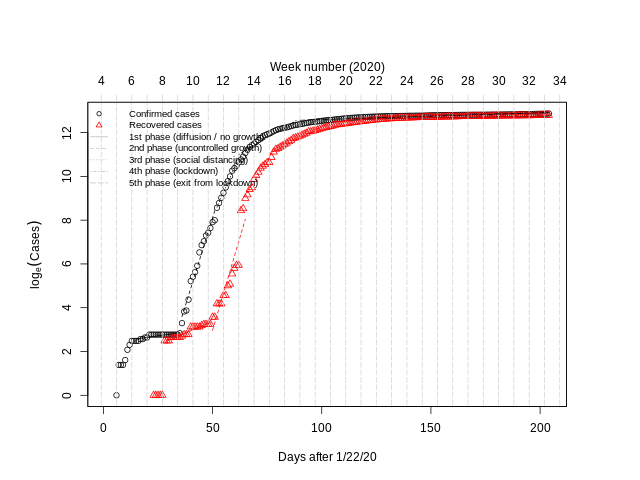 Week number (2020)
4 6 8 10 12 14 16 18 20 22 24 26 28 30 32 34
Confirmed cases
Recovered cases
1st phase (diffusion / no growth)
2nd phase (uncontrolled growth)
3rd phase (social distancing)
4th phase (lockdown)
5th phase (exit from lockdown)
12
10
8
6
4
2
0
logₑ(Cases)
0 50 100 150 200
Days after 1/22/20